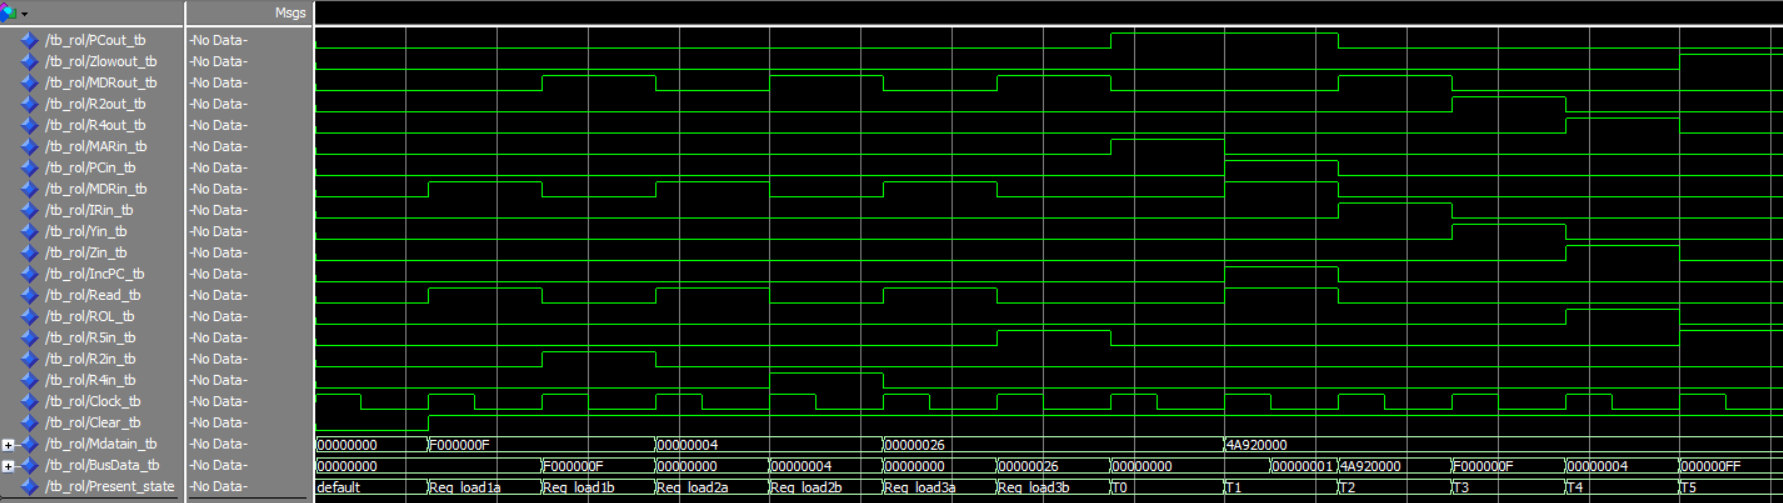 Msgs
/tb_rol/PCout_tb -No Data-
/tb_rol/Zlowout_tb -No Data-
/tb_rol/MDRout_tb -No Data-
/tb_rol/R2out_tb -No Data-
/tb_rol/R4out_tb -No Data-
/tb_rol/MARin_tb -No Data-
/tb_rol/PCin_tb -No Data-
/tb_rol/MDRin_tb -No Data-
/tb_rol/IRin_tb -No Data-
/tb_rol/Yin_tb -No Data-
/tb_rol/Zin_tb -No Data-
/tb_rol/IncPC_tb -No Data-
/tb_rol/Read_tb -No Data-
/tb_rol/ROL_tb -No Data-
/tb_rol/R5in_tb -No Data-
/tb_rol/R2in_tb -No Data-
/tb_rol/R4in_tb -No Data-
/tb_rol/Clock_tb -No Data-
/tb_rol/Clear_tb -No Data-
/tb_rol/Mdatain_tb -No Data- 00000000 F000000F 00000004 00000026 4A920000
/tb_rol/BusData_tb -No Data- 00000000 F000000F 00000000 00000004 00000000 00000026 00000000 00000001 4A920000 F000000F 00000004 000000FF
/tb_rol/Present_state -No Data- default Reg_load1a Reg_load1b Reg_load2a Reg_load2b Reg_load3a Reg_load3b T0 T1 T2 T3 T4 T5